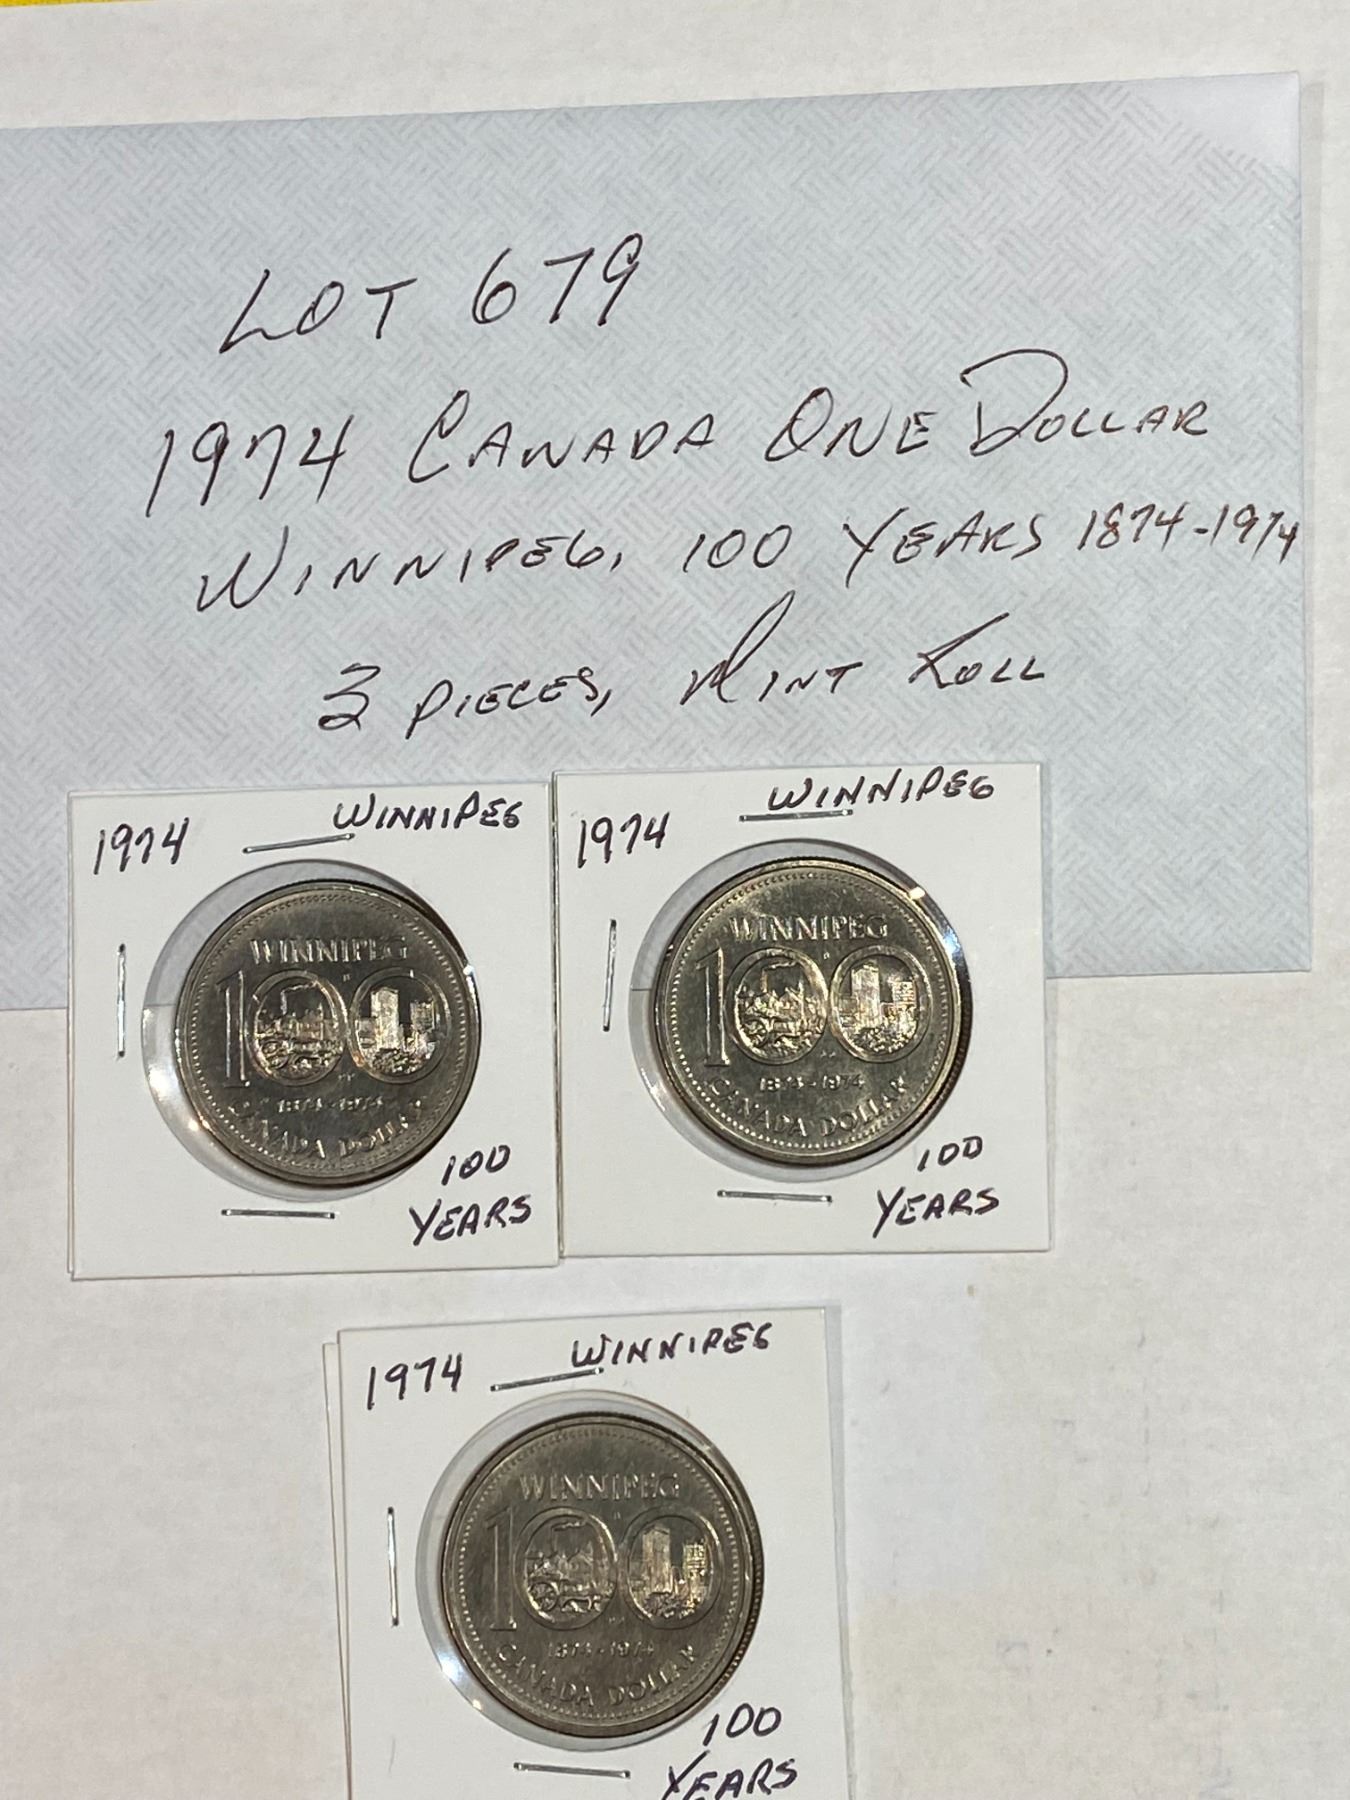 LOT 679
1974 CANADA ONE DOLLAR
WINNIPEG, 100 YEARS 1874-1974
3 PIECES, MINT ROLL
1974 WINNIPEG
WINNIPEG
100
1874-1974
CANADA DOLLAR
100
YEARS
1974 WINNIPEG
WINNIPEG
100
1874-1974
CANADA DOLLAR
100
YEARS
1974 WINNIPEG
WINNIPEG
100
1874-1974
CANADA DOLLAR
100
YEARS